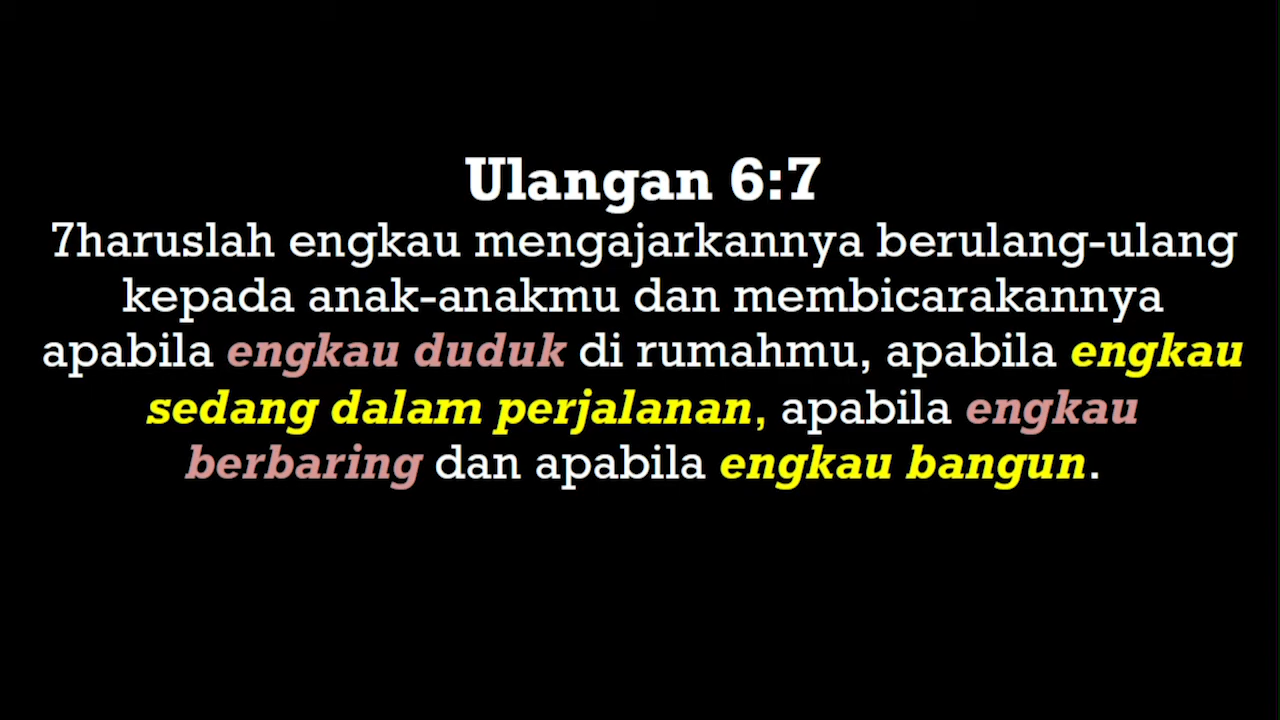 Ulangan 6:7
7haruslah engkau mengajarkannya berulang-ulang
kepada anak-anakmu dan membicarakannya
apabila engkau duduk di rumahmu, apabila engkau
sedang dalam perjalanan, apabila engkau
berbaring dan apabila engkau bangun.